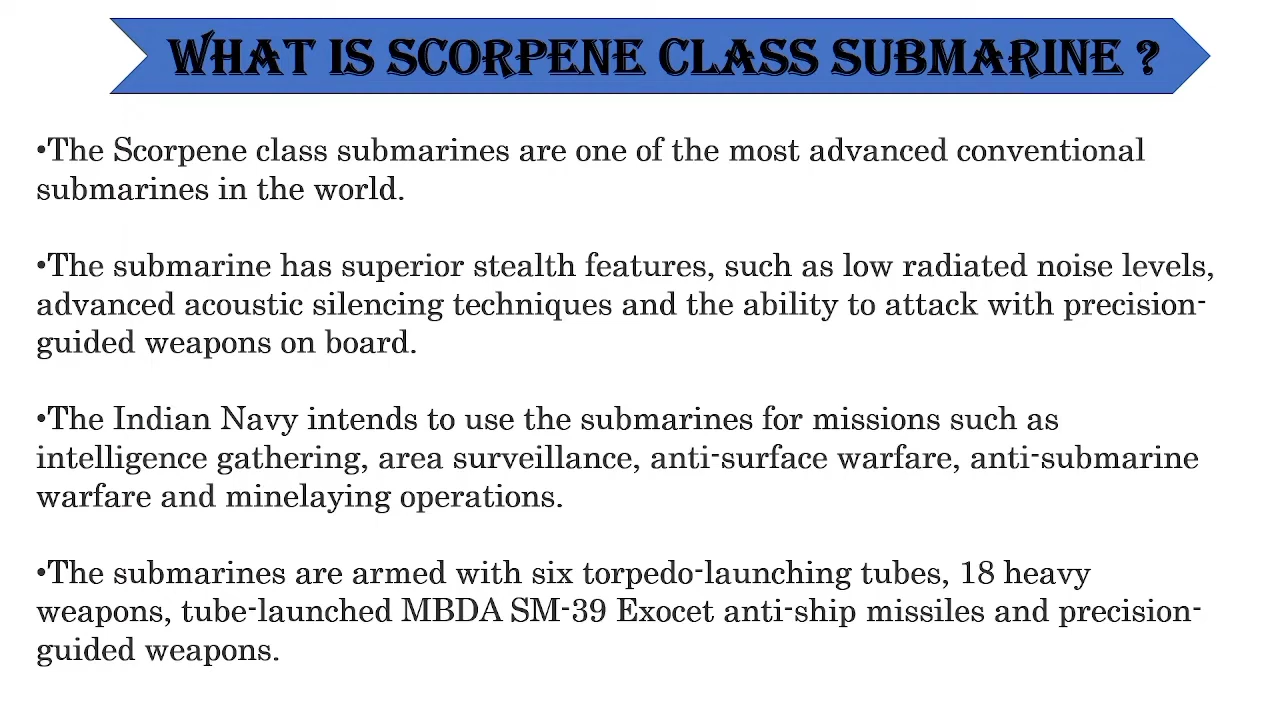 WHAT IS SCORPENE CLASS SUBMARINE ?
•The Scorpene class submarines are one of the most advanced conventional
submarines in the world.
•The submarine has superior stealth features, such as low radiated noise levels,
advanced acoustic silencing techniques and the ability to attack with precision-
guided weapons on board.
•The Indian Navy intends to use the submarines for missions such as
intelligence gathering, area surveillance, anti-surface warfare, anti-submarine
warfare and minelaying operations.
•The submarines are armed with six torpedo-launching tubes, 18 heavy
weapons, tube-launched MBDA SM-39 Exocet anti-ship missiles and precision-
guided weapons.